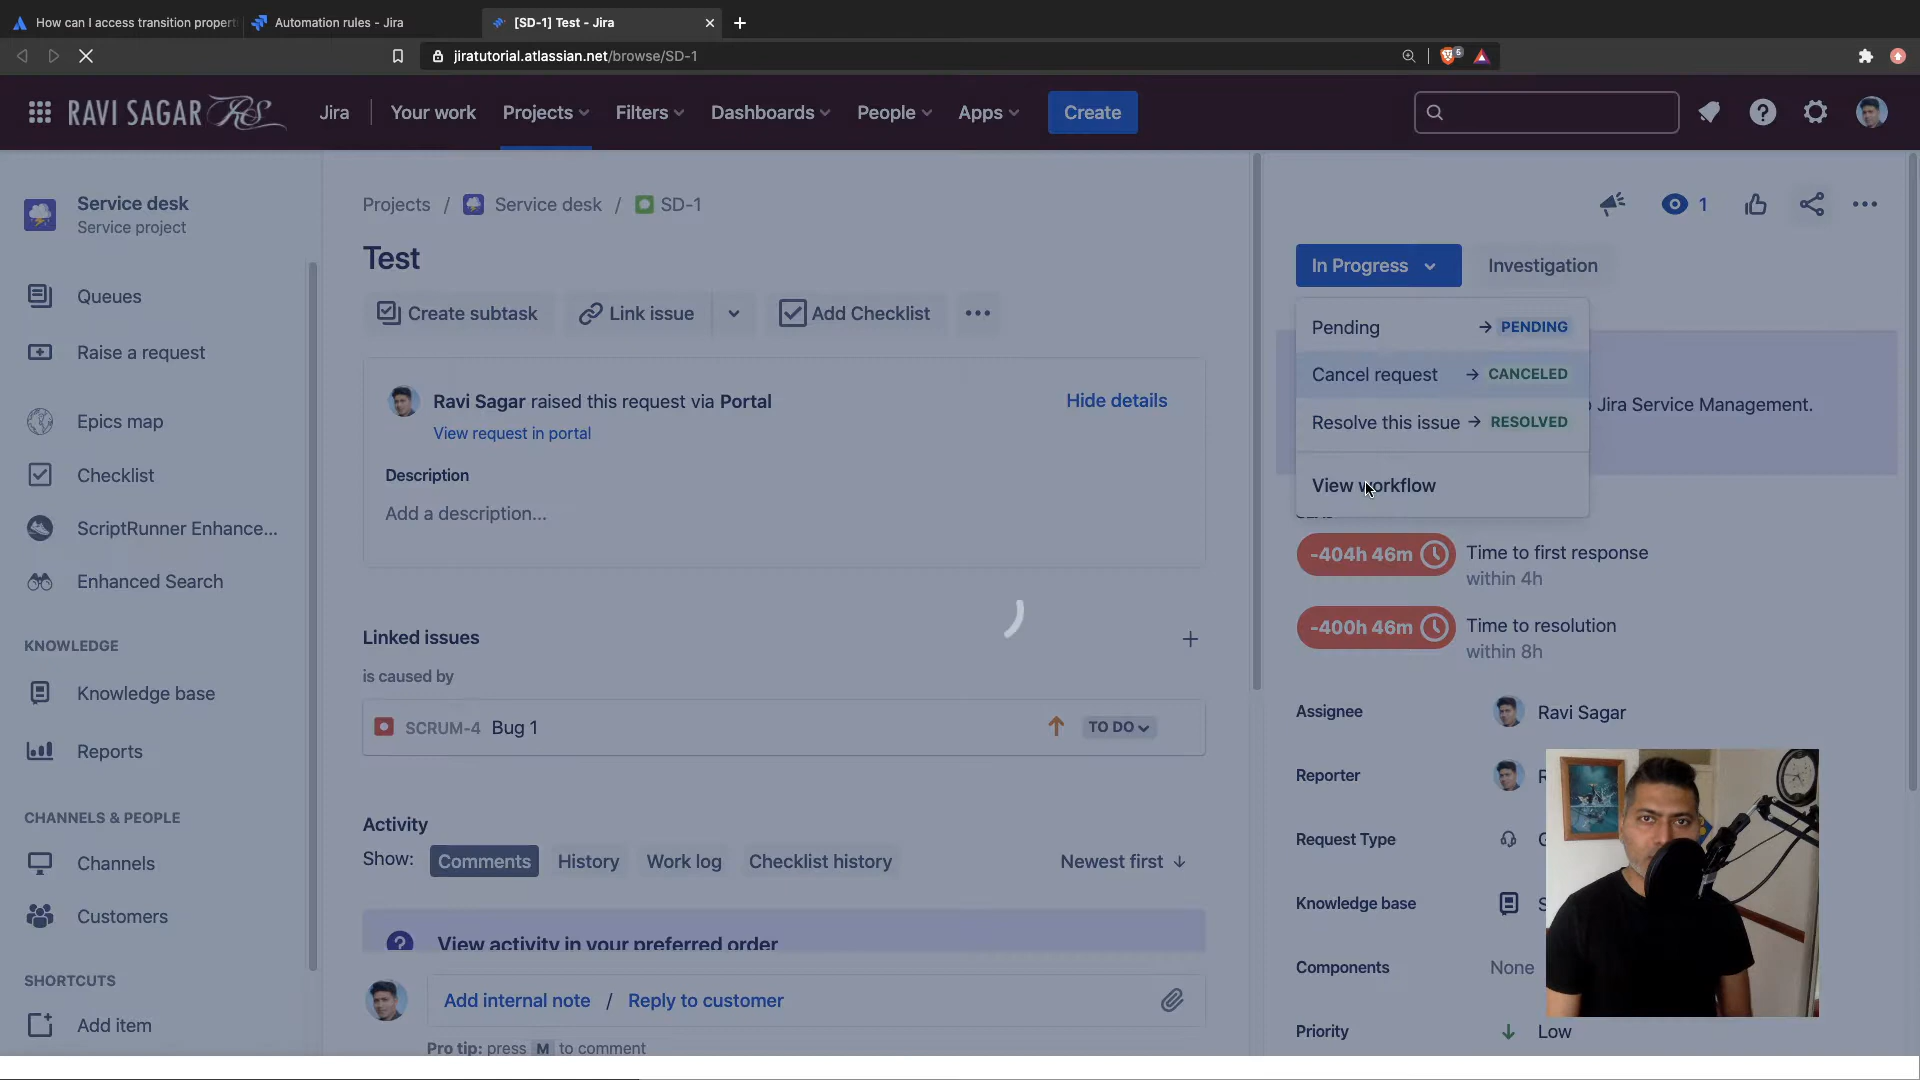 How can I access transition propert
Automation rules - Jira
[SD-1] Test - Jira
jiratutorial.atlassian.net/browse/SD-1
5
RAVI SAGAR RS
Jira
Your work
Projects
Filters
Dashboards
People
Apps
Create
Service desk
Service project
Queues
Raise a request
Epics map
Checklist
ScriptRunner Enhance...
Enhanced Search
KNOWLEDGE
Knowledge base
Reports
CHANNELS & PEOPLE
Channels
Customers
SHORTCUTS
Add item
Projects / Service desk / SD-1
Test
Create subtask
Link issue
Add Checklist
Ravi Sagar raised this request via Portal
Hide details
View request in portal
Description
Add a description...
Linked issues
is caused by
SCRUM-4 Bug 1
TO DO
Activity
Show:
Comments
History
Work log
Checklist history
Newest first
View activity in your preferred order
Add internal note / Reply to customer
Pro tip: press M to comment
1
In Progress
Investigation
Pending → PENDING
Cancel request → CANCELED
Resolve this issue → RESOLVED
View workflow
Jira Service Management.
-404h 46m
Time to first response
within 4h
-400h 46m
Time to resolution
within 8h
Assignee
Ravi Sagar
Reporter
Request Type
Knowledge base
Components
None
Priority
Low